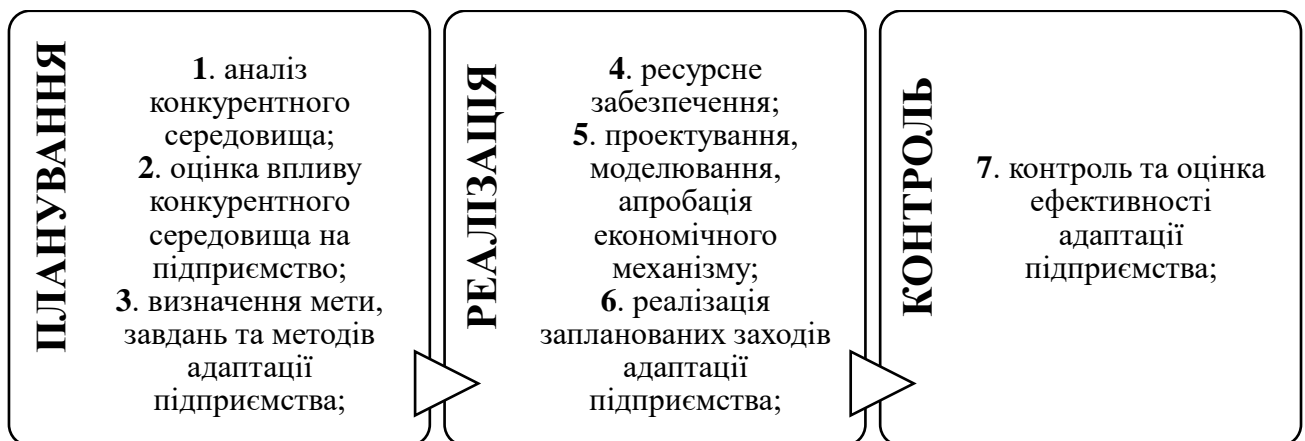 ПЛАНУВАННЯ
1. аналіз
конкурентного
середовища;
2. оцінка впливу
конкурентного
середовища на
підприємство;
3. визначення мети,
завдань та методів
адаптації
підприємства;
РЕАЛІЗАЦІЯ
4. ресурсне
забезпечення;
5. проектування,
моделювання,
апробація
економічного
механізму;
6. реалізація
запланованих заходів
адаптації
підприємства;
КОНТРОЛЬ
7. контроль та оцінка
ефективності
адаптації
підприємства;